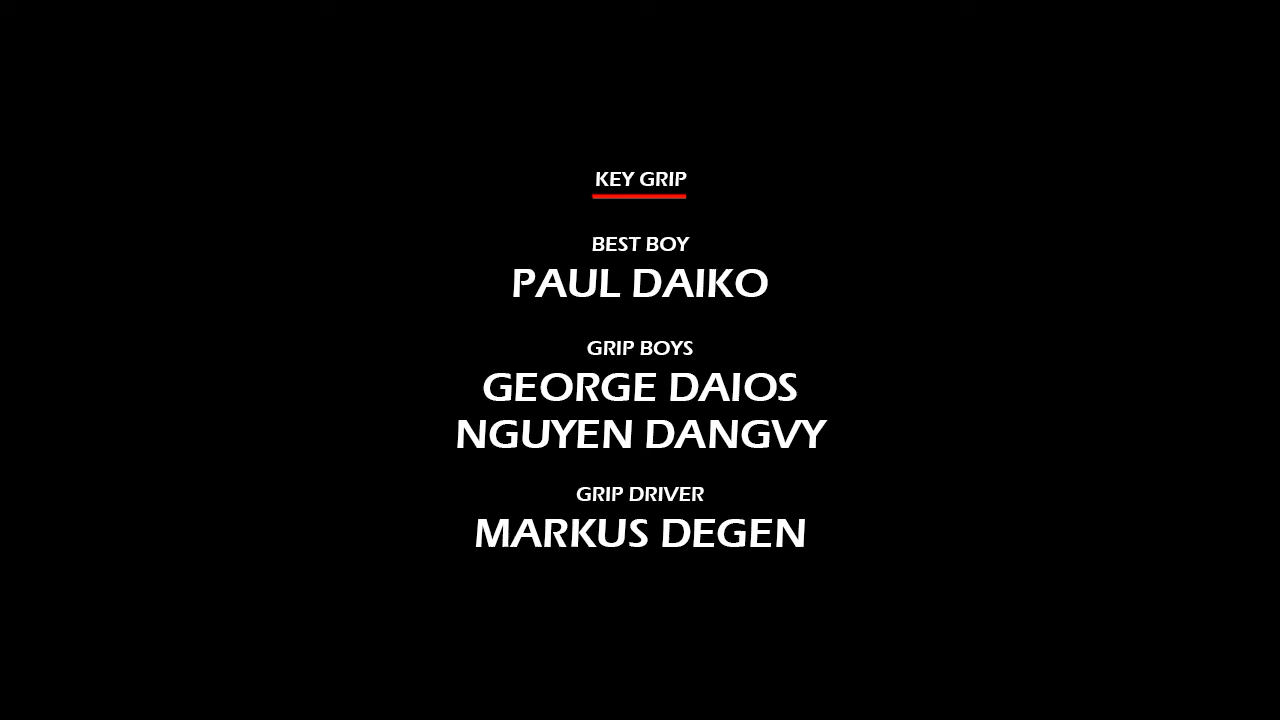 KEY GRIP
BEST BOY
PAUL DAIKO
GRIP BOYS
GEORGE DAIOS
NGUYEN DANGVY
GRIP DRIVER
MARKUS DEGEN